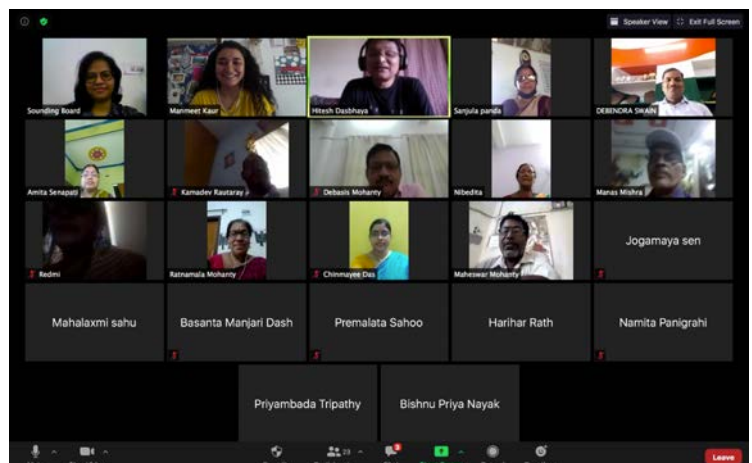 Speaker View Exit Full Screen
Sounding Board
Manmeet Kaur
Hitesh Dasbhaya
Sanjula panda
DEBENDRA SWAIN
Amita Senapati
Kamadev Rautaray
Debasis Mohanty
Nibedita
Manas Mishra
Redmi
Ratnamala Mohanty
Chinmayee Das
Maheswar Mohanty
Jogamaya sen
Mahalaxmi sahu
Basanta Manjari Dash
Premalata Sahoo
Harihar Rath
Namita Panigrahi
Priyambada Tripathy
Bishnu Priya Nayak
Leave